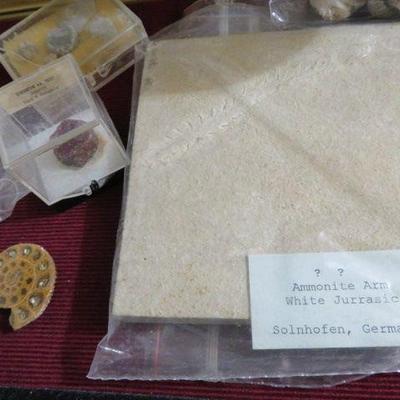 ? ?
Ammonite Arm
White Jurrasic
Solnhofen, Germa